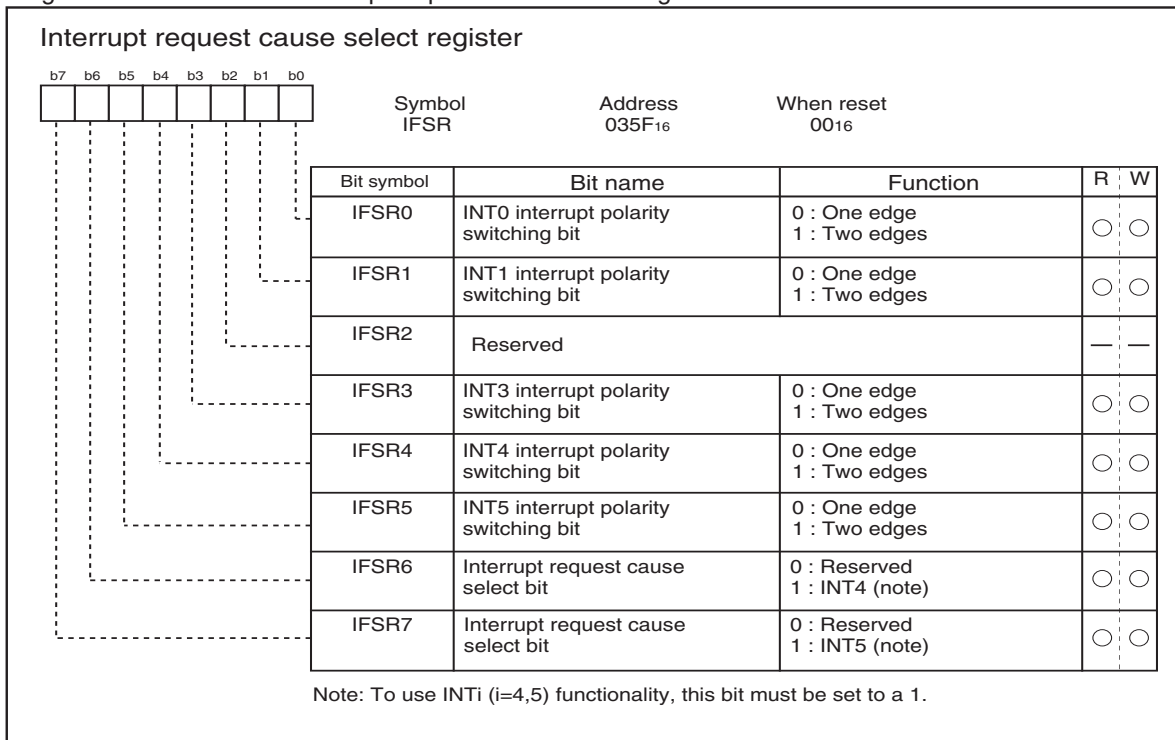 Interrupt request cause select register
b7 b6 b5 b4 b3 b2 b1 b0
Symbol Address When reset
IFSR 035F16 0016
Bit symbol Bit name Function R W
IFSR0 INT0 interrupt polarity 0 : One edge
switching bit 1 : Two edges
IFSR1 INT1 interrupt polarity 0 : One edge
switching bit 1 : Two edges
IFSR2 Reserved
IFSR3 INT3 interrupt polarity 0 : One edge
switching bit 1 : Two edges
IFSR4 INT4 interrupt polarity 0 : One edge
switching bit 1 : Two edges
IFSR5 INT5 interrupt polarity 0 : One edge
switching bit 1 : Two edges
IFSR6 Interrupt request cause 0 : Reserved
select bit 1 : INT4 (note)
IFSR7 Interrupt request cause 0 : Reserved
select bit 1 : INT5 (note)
Note: To use INTi (i=4,5) functionality, this bit must be set to a 1.